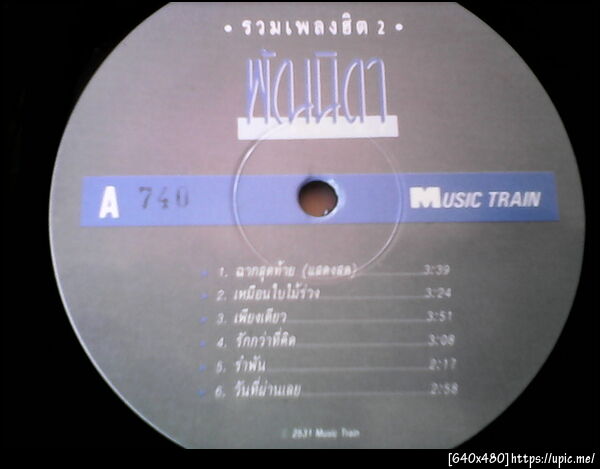 • รวมเพลงฮิต 2 •
พัณนิดา
A 740 MUSIC TRAIN
1. ฉากสุดท้าย (แสดงสด) 3:39
2. เหมือนใบไม้ร่วง 3:24
3. เพียงเดียว 3:51
4. รักกว่าที่คิด 3:08
5. รำพัน 2:17
6. วันที่ผ่านเลย 2:58
2531 Music Train
[640x480]https://upic.me/